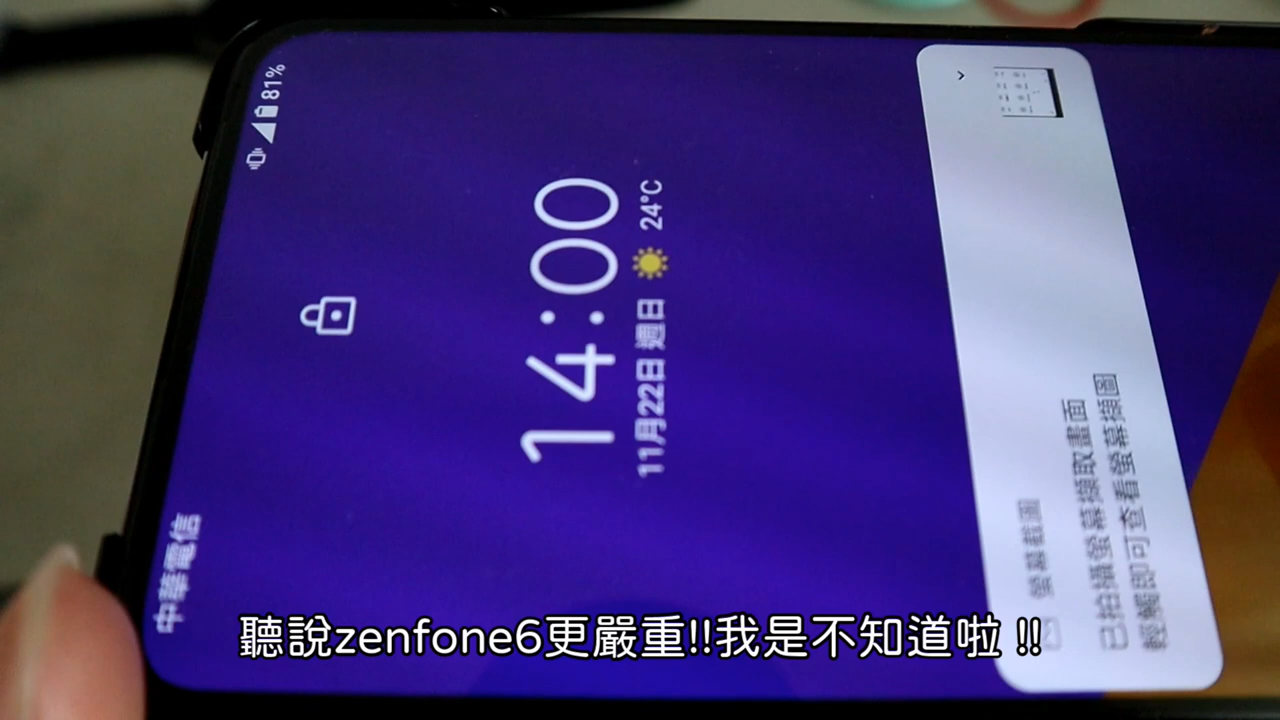 中華電信
81%
14:00
11月22日 週日 24°C
螢幕截圖
已拍攝螢幕擷取畫面
輕觸即可查看螢幕擷圖
聽說zenfone6更嚴重!!我是不知道啦 !!